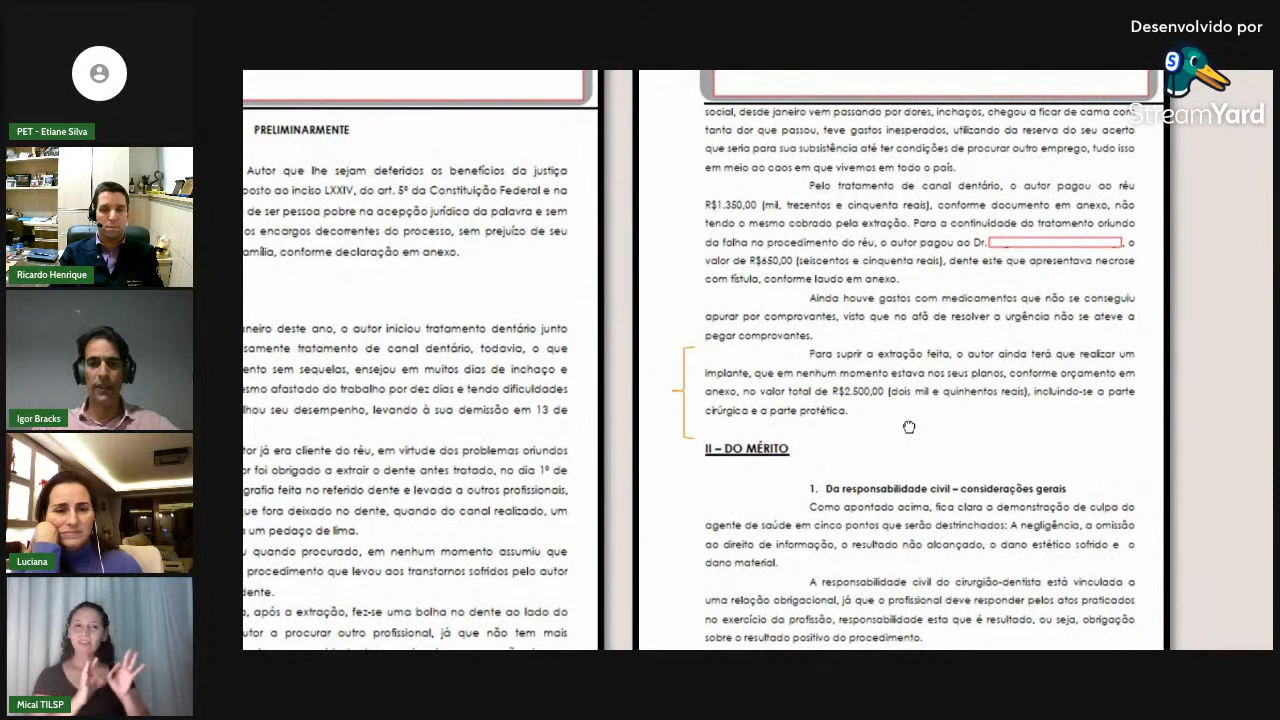 Desenvolvido por
StreamYard
PET - Etiane Silva
Ricardo Henrique
Igor Bracks
Luciana
Mical TILSP
PRELIMINARMENTE
Autor que lhe sejam deferidos os benefícios da justiça
posto ao inciso LXXIV, do art. 5º da Constituição Federal e na
de ser pessoa pobre na acepção jurídica da palavra e sem
os encargos decorrentes do processo, sem prejuízo de seu
amília, conforme declaração em anexo.
aneiro deste ano, o autor iniciou tratamento dentário junto
samente tratamento de canal dentário, todavia, o que
ento sem sequelas, ensejou em muitos dias de inchaço e
esmo afastado do trabalho por dez dias e tendo dificuldades
lhou seu desempenho, levando à sua demissão em 13 de
tor já era cliente do réu, em virtude dos problemas oriundos
or foi obrigado a extrair o dente antes tratado, no dia 1º de
grafia feita no referido dente e levada a outros profissionais,
que fora deixado no dente, quando do canal realizado, um
um pedaço de lima.
u quando procurado, em nenhum momento assumiu que
procedimento que levou aos transtornos sofridos pelo autor
dente.
a, após a extração, fez-se uma bolha no dente ao lado do
utor a procurar outro profissional, já que não tem mais
social, desde janeiro vem passando por dores, inchaços, chegou a ficar de cama com
tanta dor que passou, teve gastos inesperados, utilizando da reserva do seu acerto
que seria para sua subsistência até ter condições de procurar outro emprego, tudo isso
em meio ao caos em que vivemos em todo o país.
Pelo tratamento de canal dentário, o autor pagou ao réu
R$1.350,00 (mil, trezentos e cinquenta reais), conforme documento em anexo, não
tendo o mesmo cobrado pela extração. Para a continuidade do tratamento oriundo
da falha no procedimento do réu, o autor pagou ao Dr. , o
valor de R$650,00 (seiscentos e cinquenta reais), dente este que apresentava necrose
com fístula, conforme laudo em anexo.
Ainda houve gastos com medicamentos que não se conseguiu
apurar por comprovantes, visto que no afã de resolver a urgência não se ateve a
pegar comprovantes.
Para suprir a extração feita, o autor ainda terá que realizar um
implante, que em nenhum momento estava nos seus planos, conforme orçamento em
anexo, no valor total de R$2.500,00 (dois mil e quinhentos reais), incluindo-se a parte
cirúrgica e a parte protética.
II – DO MÉRITO
1. Da responsabilidade civil – considerações gerais
Como apontado acima, fica clara a demonstração de culpa do
agente de saúde em cinco pontos que serão destrinchados: A negligência, a omissão
ao direito de informação, o resultado não alcançado, o dano estético sofrido e o
dano material.
A responsabilidade civil do cirurgião-dentista está vinculada a
uma relação obrigacional, já que o profissional deve responder pelos atos praticados
no exercício da profissão, responsabilidade esta que é resultado, ou seja, obrigação
sobre o resultado positivo do procedimento.